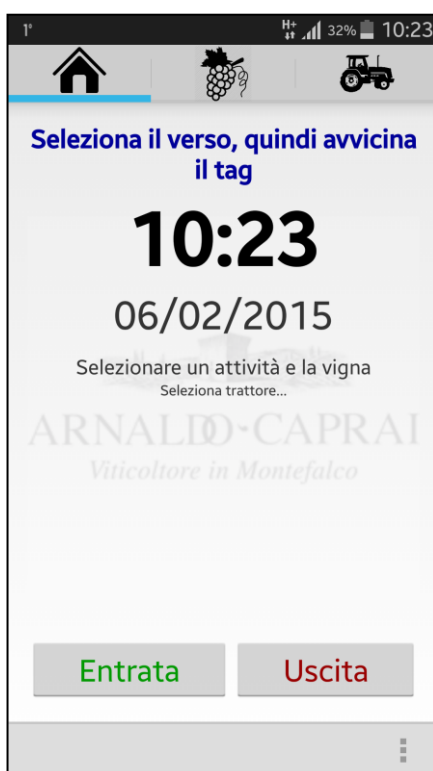 1°
H+ 32% 10:23
Seleziona il verso, quindi avvicina
il tag
10:23
06/02/2015
Selezionare un attività e la vigna
Seleziona trattore...
ARNALDO·CAPRAI
Viticoltore in Montefalco
Entrata
Uscita